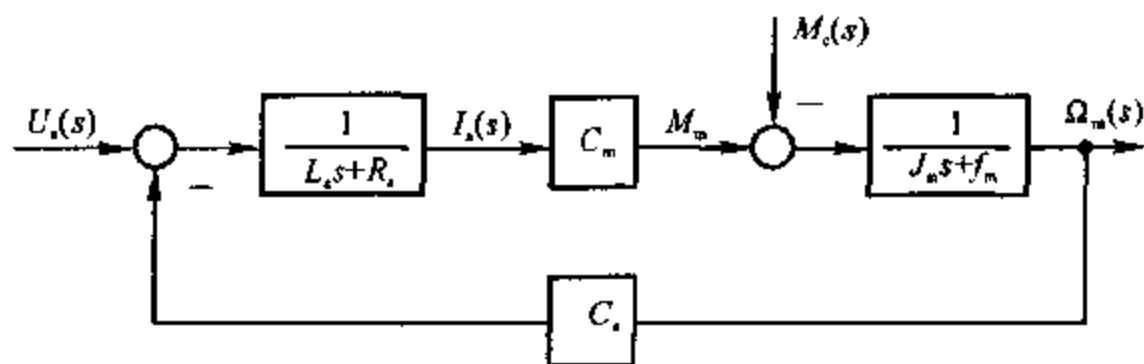 M_c(s)
U_a(s)
−
1
L_a s+R_a
I_a(s)
C_m
M_m
−
1
J_m s+f_m
Ω_m(s)
C_e